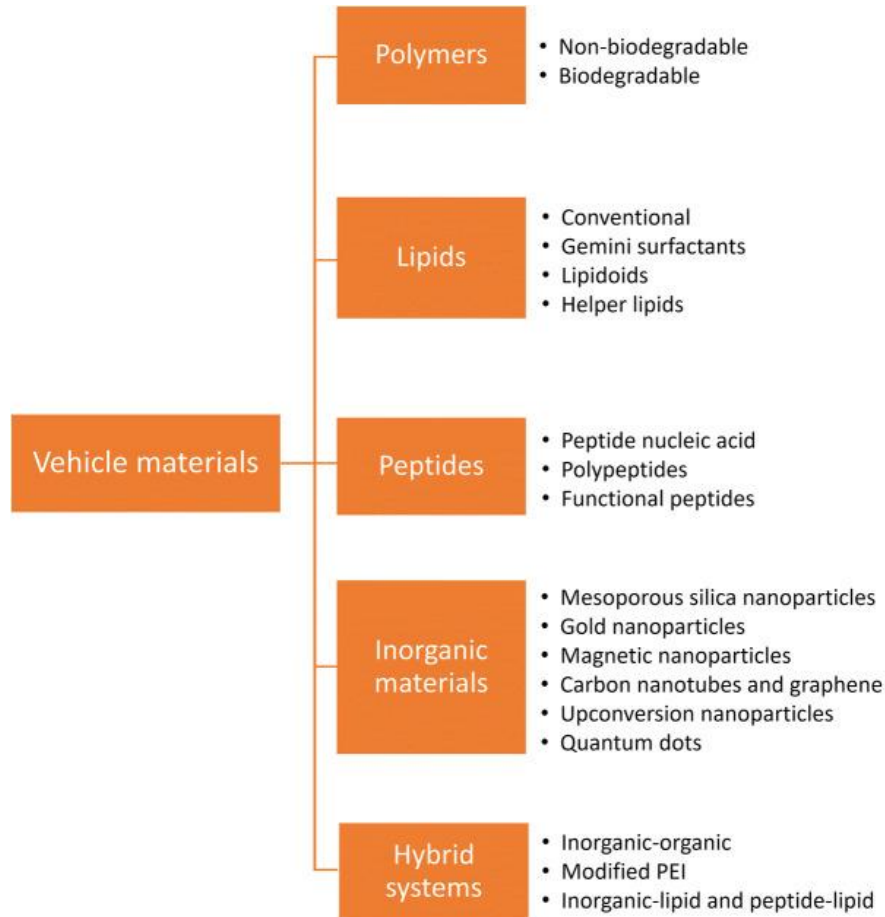 Polymers
• Non-biodegradable
• Biodegradable
Lipids
• Conventional
• Gemini surfactants
• Lipidoids
• Helper lipids
Vehicle materials
Peptides
• Peptide nucleic acid
• Polypeptides
• Functional peptides
Inorganic
materials
• Mesoporous silica nanoparticles
• Gold nanoparticles
• Magnetic nanoparticles
• Carbon nanotubes and graphene
• Upconversion nanoparticles
• Quantum dots
Hybrid
systems
• Inorganic-organic
• Modified PEI
• Inorganic-lipid and peptide-lipid